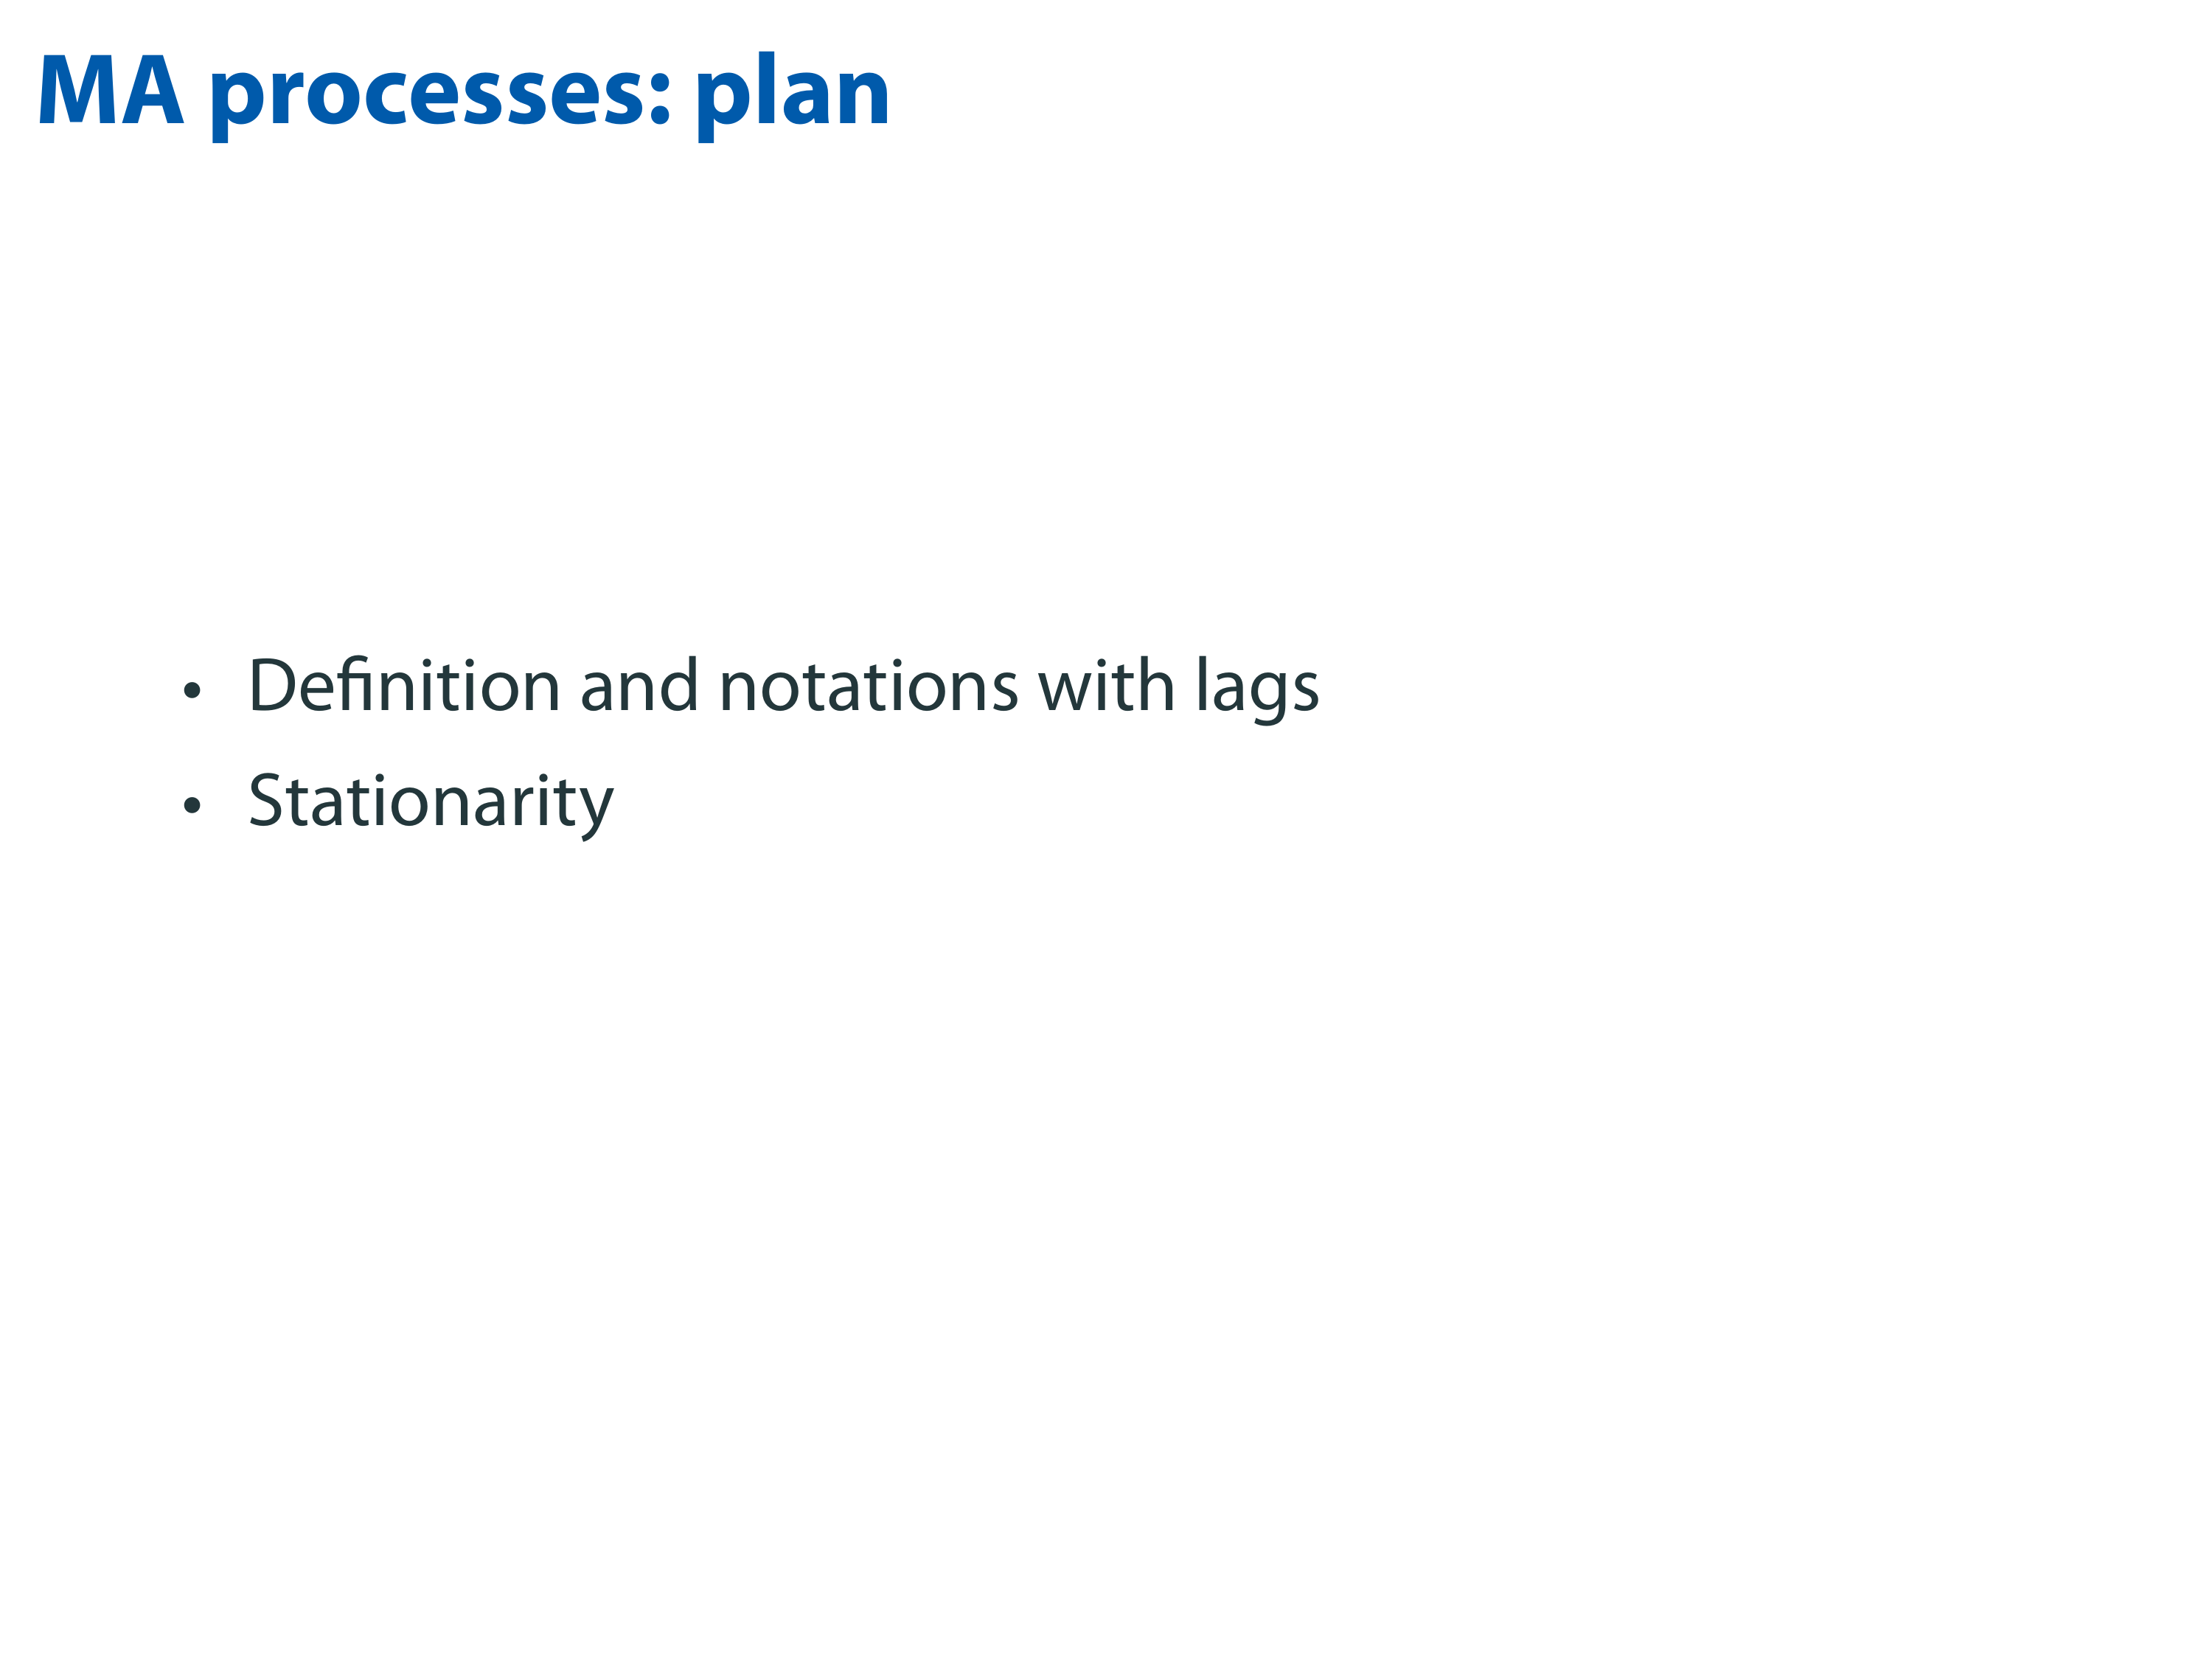 MA processes: plan
• Definition and notations with lags
• Stationarity